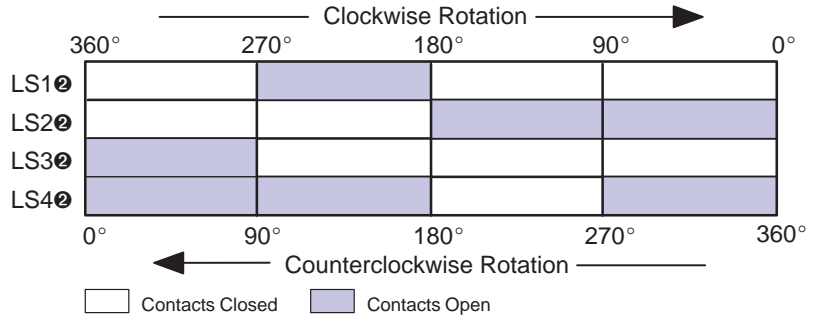 Clockwise Rotation
360° 270° 180° 90° 0°
LS1❷
LS2❷
LS3❷
LS4❷
0° 90° 180° 270° 360°
Counterclockwise Rotation
Contacts Closed Contacts Open